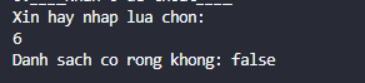 Xin hay nhap lua chon:
6
Danh sach co rong khong: false